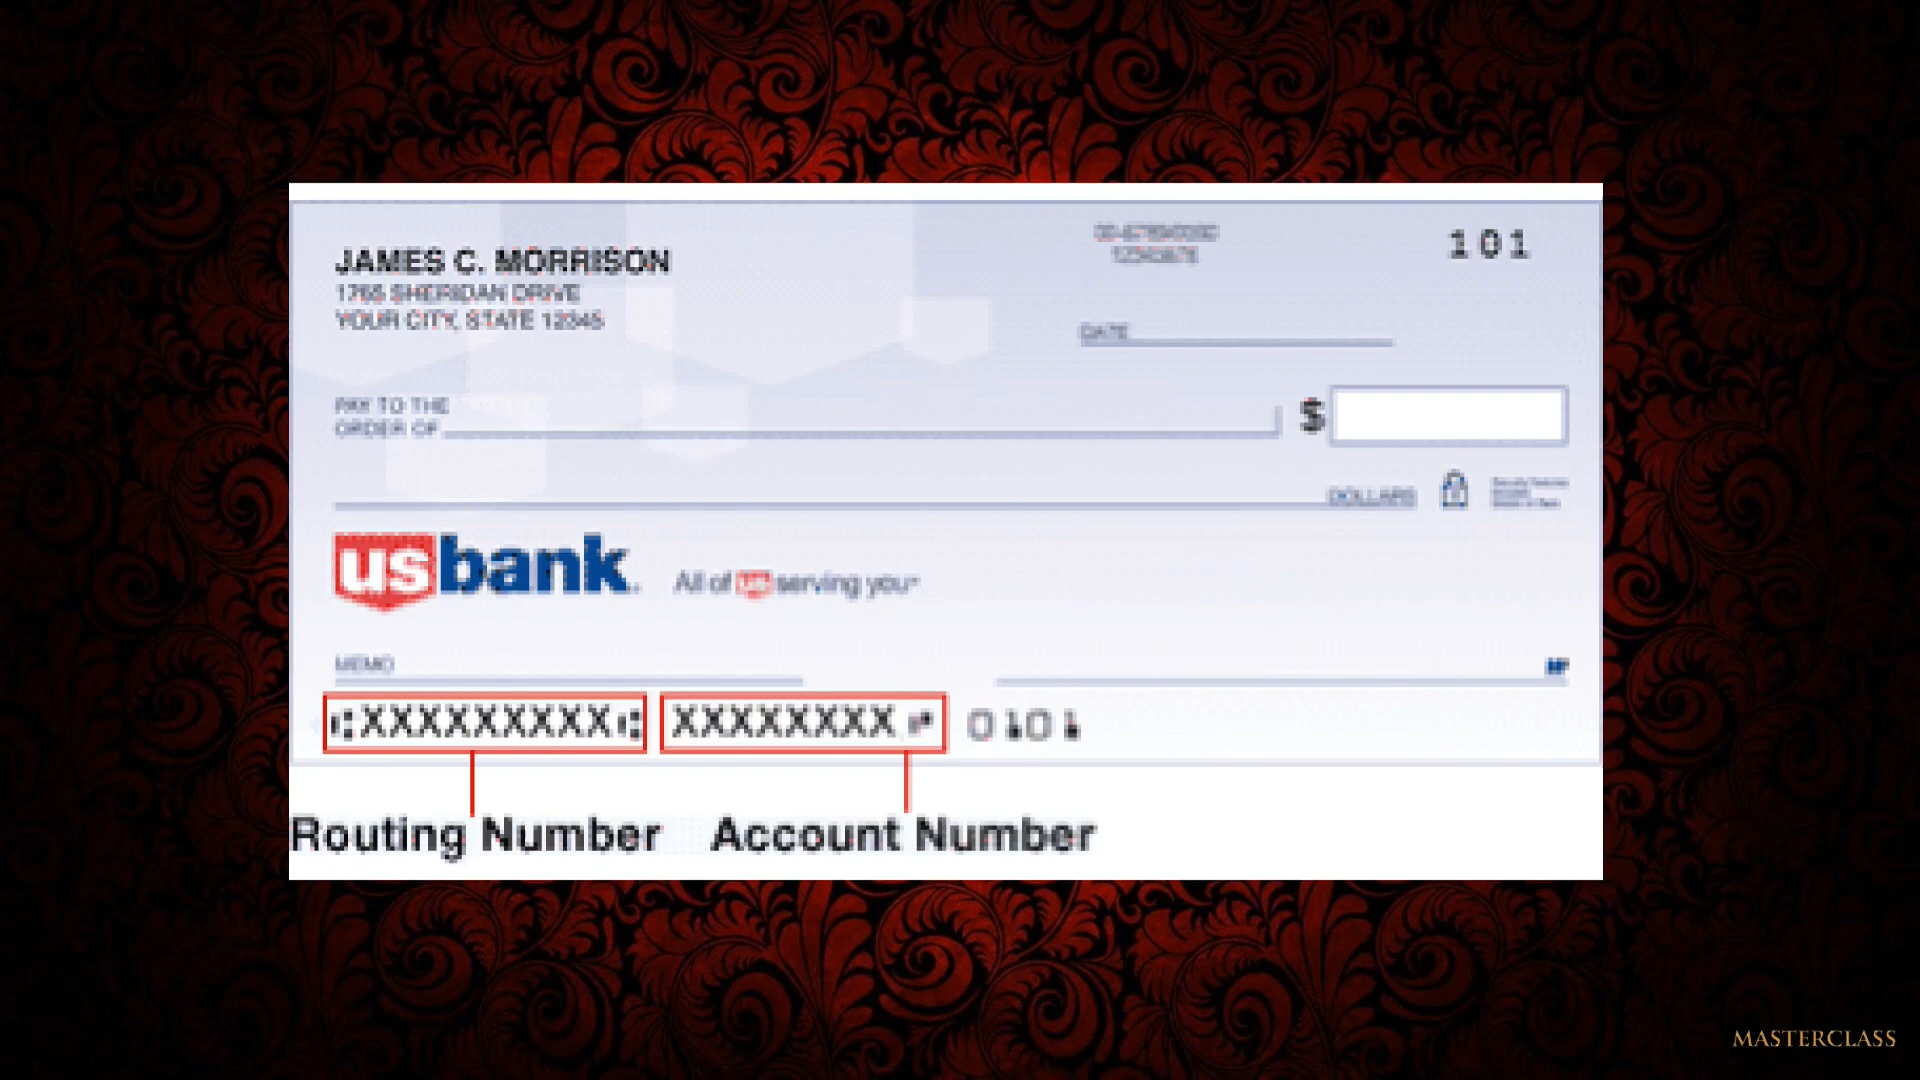 JAMES C. MORRISON
101
1765 SHERIDAN DRIVE
YOUR CITY, STATE 12345
DATE
PAY TO THE
ORDER OF
$
DOLLARS
usbank.
All of us serving you
MEMO
MP
⑆XXXXXXXXX⑆ XXXXXXXX⑈ 0101
Routing Number Account Number
MASTERCLASS